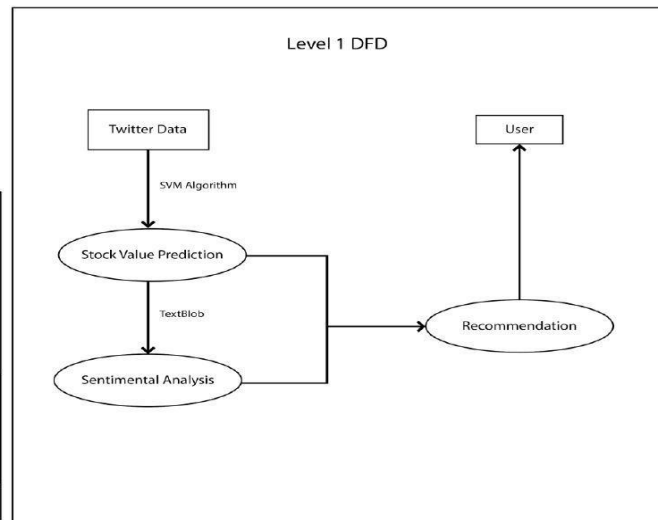 Level 1 DFD
Twitter Data
User
SVM Algorithm
Stock Value Prediction
TextBlob
Recommendation
Sentimental Analysis